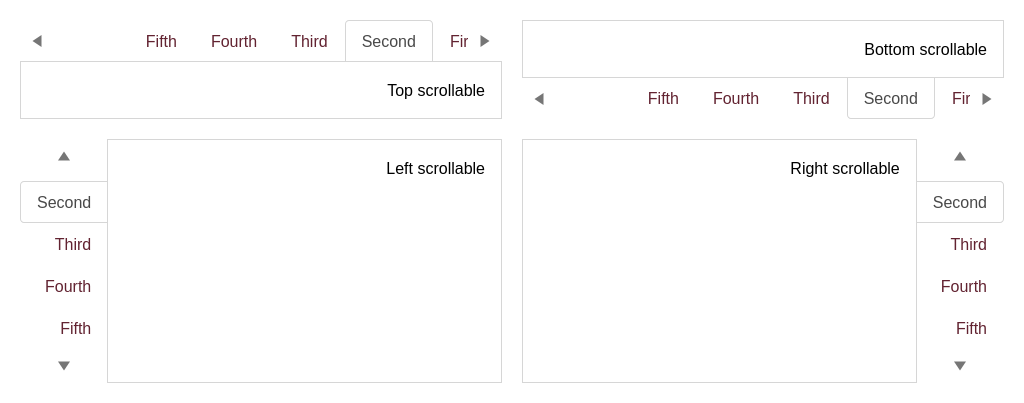 Fifth Fourth Third Second Fir
Top scrollable
Bottom scrollable
Fifth Fourth Third Second Fir
Left scrollable
Second
Third
Fourth
Fifth
Right scrollable
Second
Third
Fourth
Fifth